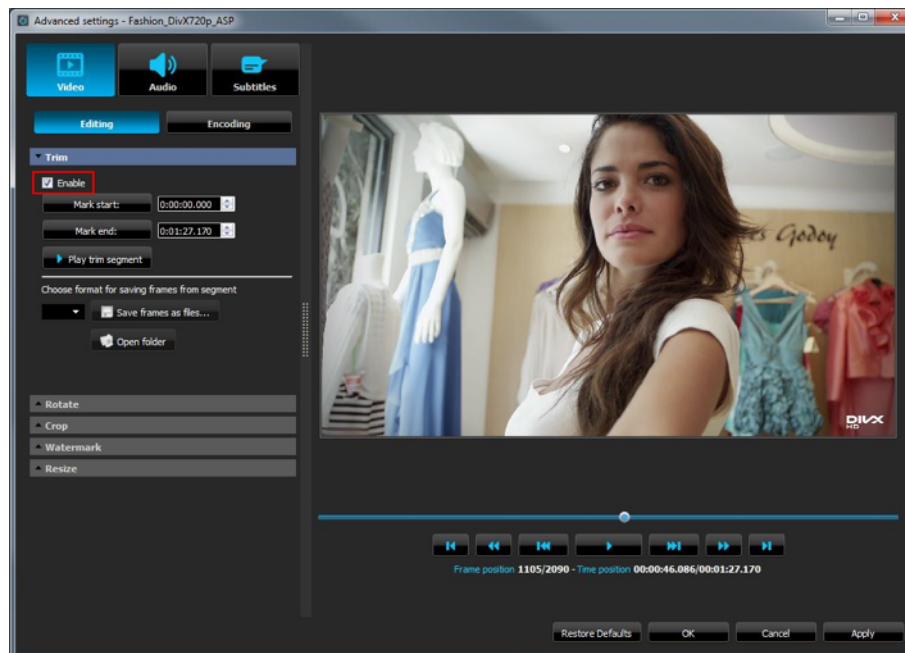 Advanced settings - Fashion_DivX720p_ASP
Video
Audio
Subtitles
Editing
Encoding
Trim
Enable
Mark start:
0:00:00.000
Mark end:
0:01:27.170
Play trim segment
Choose format for saving frames from segment
Save frames as files...
Open folder
Rotate
Crop
Watermark
Resize
es Godoy
DIVX
HD
Frame position 1105/2090 - Time position 00:00:46.086/00:01:27.170
Restore Defaults
OK
Cancel
Apply